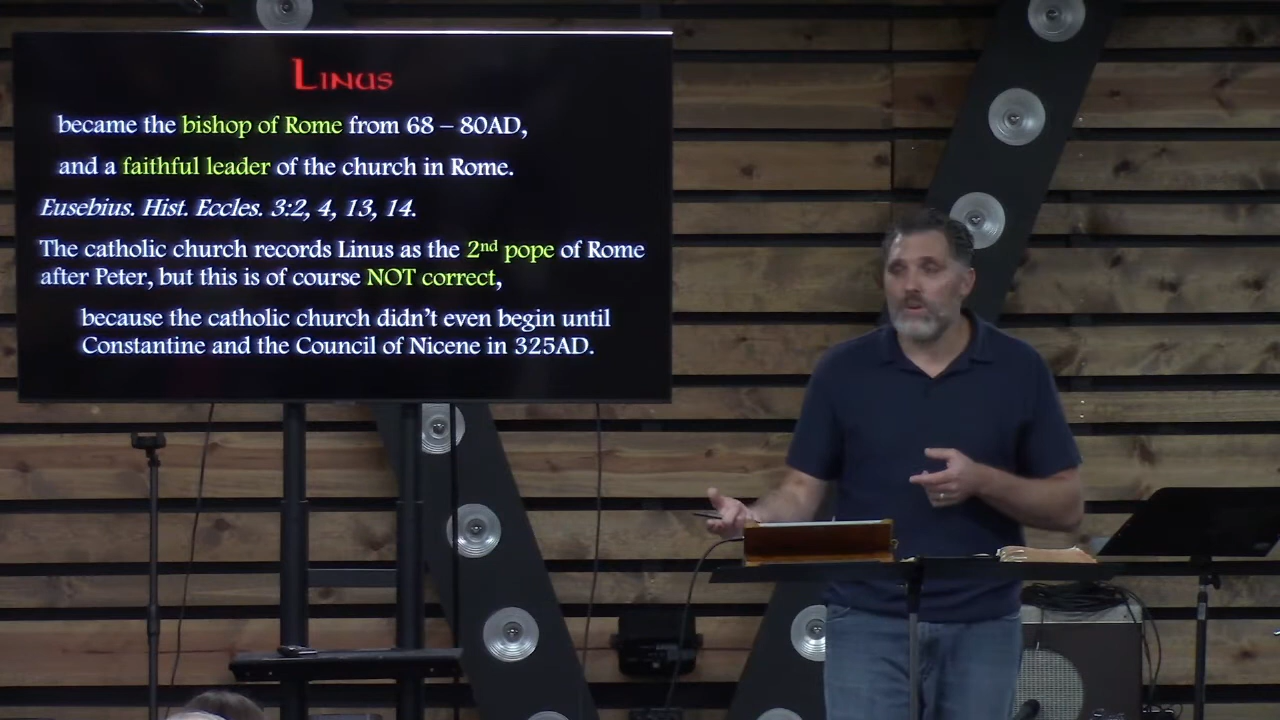 Linus
became the bishop of Rome from 68 – 80AD,
and a faithful leader of the church in Rome.
Eusebius. Hist. Eccles. 3:2, 4, 13, 14.
The catholic church records Linus as the 2nd pope of Rome
after Peter, but this is of course NOT correct,
because the catholic church didn't even begin until
Constantine and the Council of Nicene in 325AD.